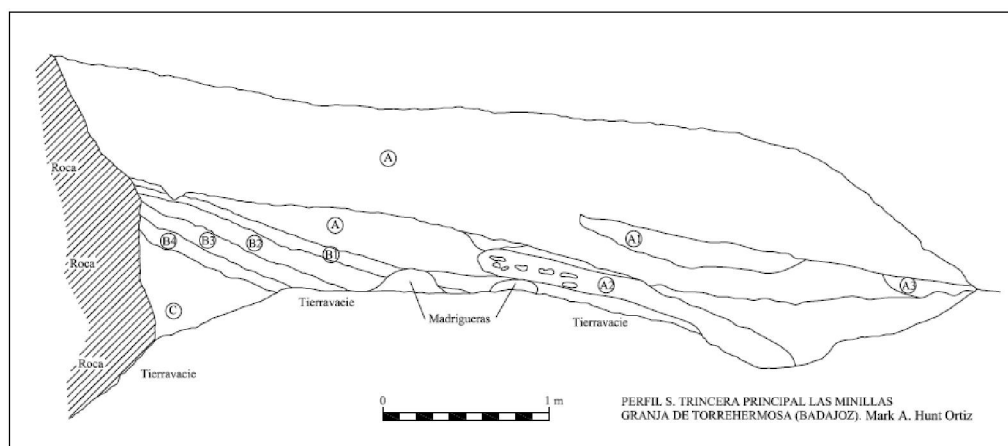 Roca
Roca
Roca
A
A
A1
A2
A3
B4
B3
B2
B1
C
Tierravacie
Tierravacie
Madrigueras
Tierravacie
0
1 m
PERFIL S. TRINCERA PRINCIPAL LAS MINILLAS
GRANJA DE TORREHERMOSA (BADAJOZ). Mark A. Hunt Ortiz